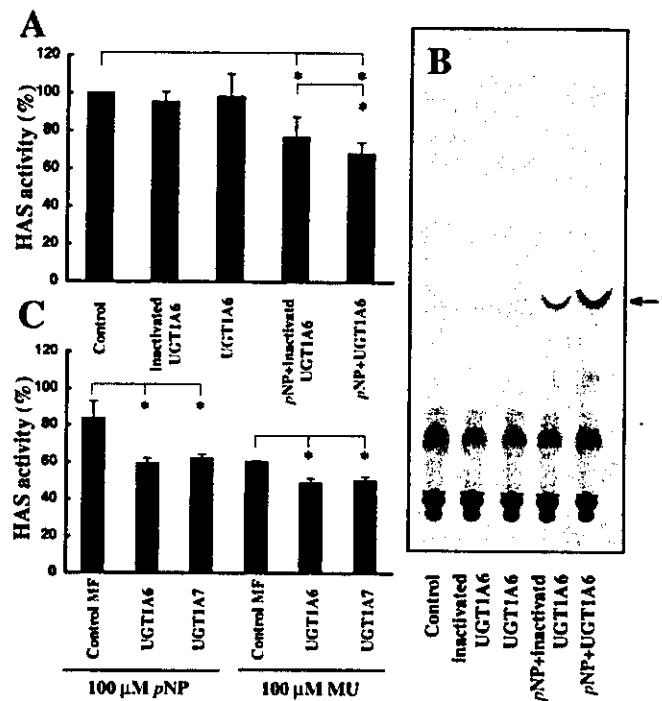 A
120
100
80
60
40
20
0
HAS activity (%)
*
*
*
Control
inactivated
UGT1A6
UGT1A6
pNP+inactivatd
UGT1A6
pNP+UGT1A6
C
100
80
60
40
20
0
HAS activity (%)
*
*
*
*
Control MF
UGT1A6
UGT1A7
Control MF
UGT1A6
UGT1A7
100 μM pNP
100 μM MU
B
Control
inactivated
UGT1A6
UGT1A6
pNP+inactivatd
UGT1A6
pNP+UGT1A6